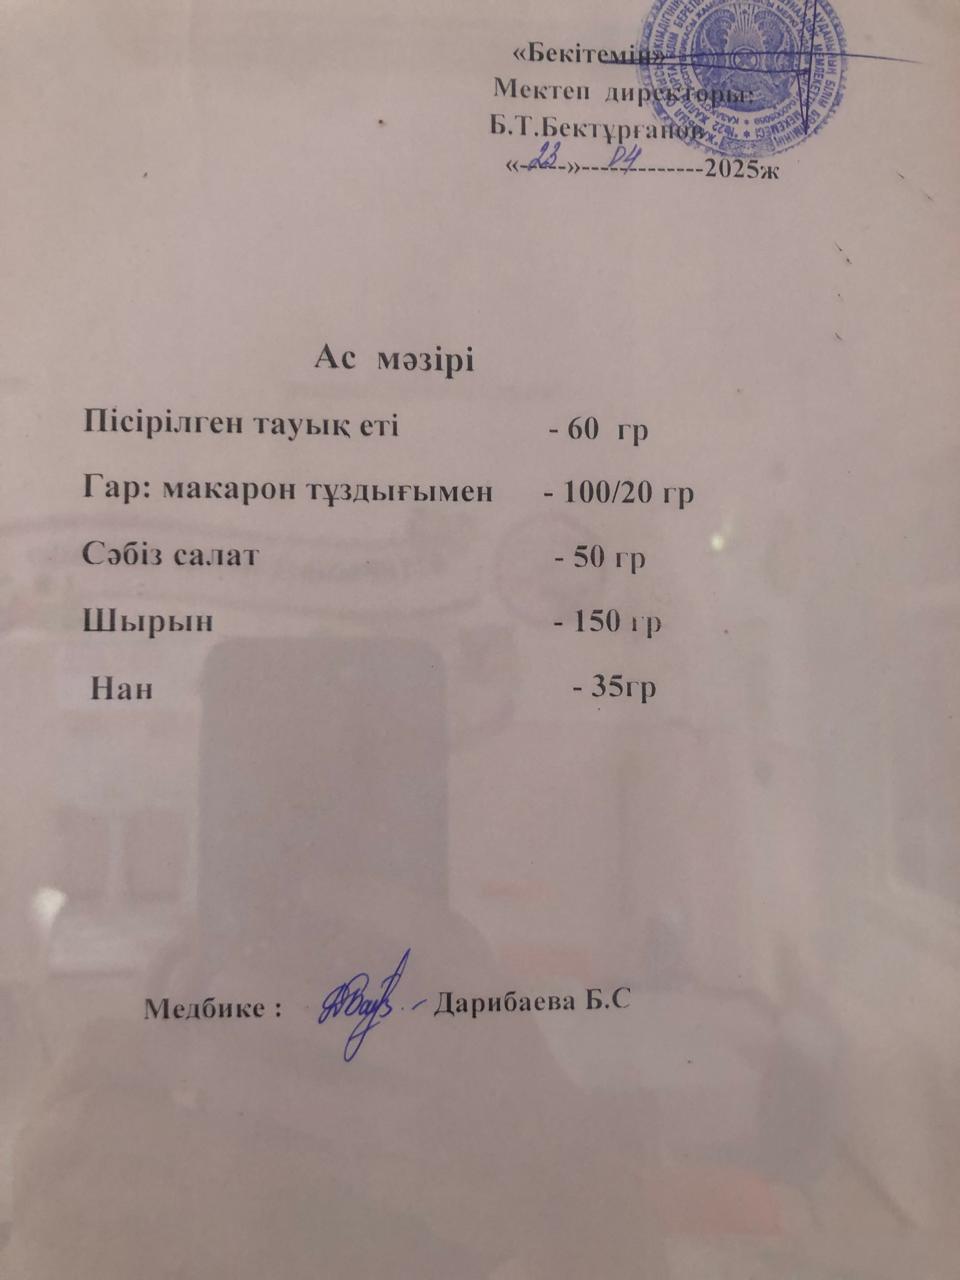 «Бекітемін»
Мектеп директоры:
Б.Т.Бектұрғанов
«-23-»----04---------2025ж
Ас мәзірі
Пісірілген тауық еті - 60 гр
Гар: макарон тұздығымен - 100/20 гр
Сәбіз салат - 50 гр
Шырын - 150 гр
Нан - 35гр
Медбике : Дарибаева Б.С